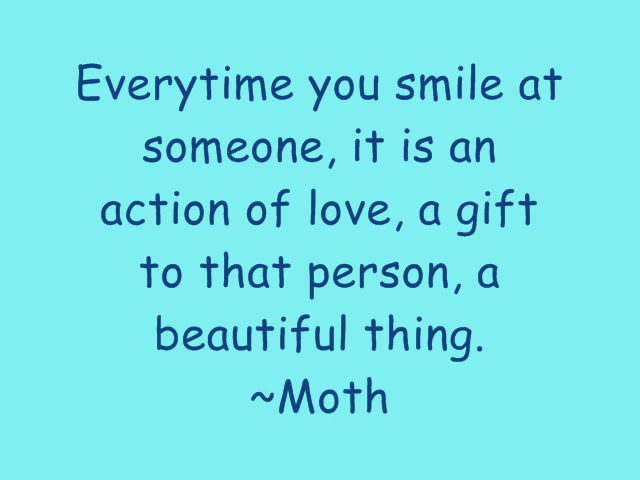 Everytime you smile at
someone, it is an
action of love, a gift
to that person, a
beautiful thing.
~Moth